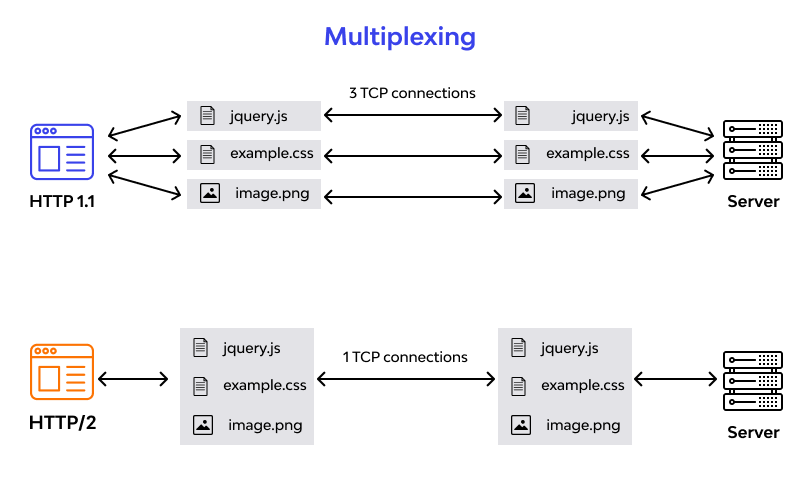 Multiplexing
3 TCP connections
jquery.js
jquery.js
example.css
example.css
image.png
image.png
HTTP 1.1
Server
jquery.js
jquery.js
1 TCP connections
example.css
example.css
image.png
image.png
HTTP/2
Server